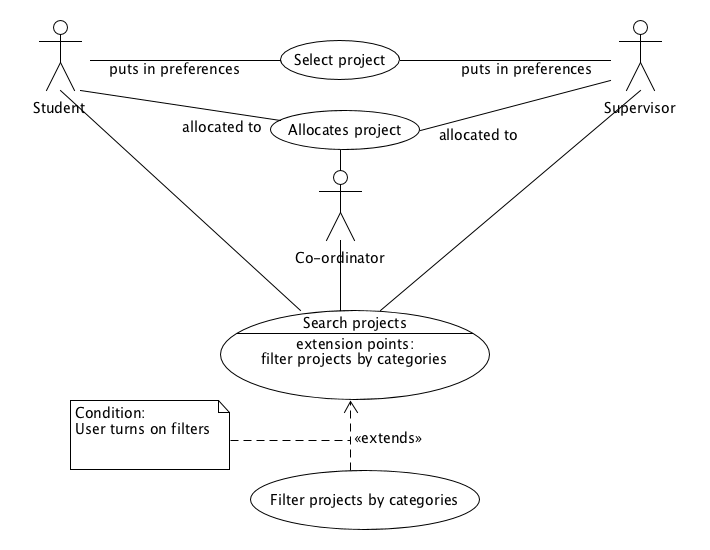 Select project
puts in preferences
puts in preferences
Student
Supervisor
allocated to
Allocates project
allocated to
Co-ordinator
Search projects
extension points:
filter projects by categories
Condition:
User turns on filters
«extends»
Filter projects by categories